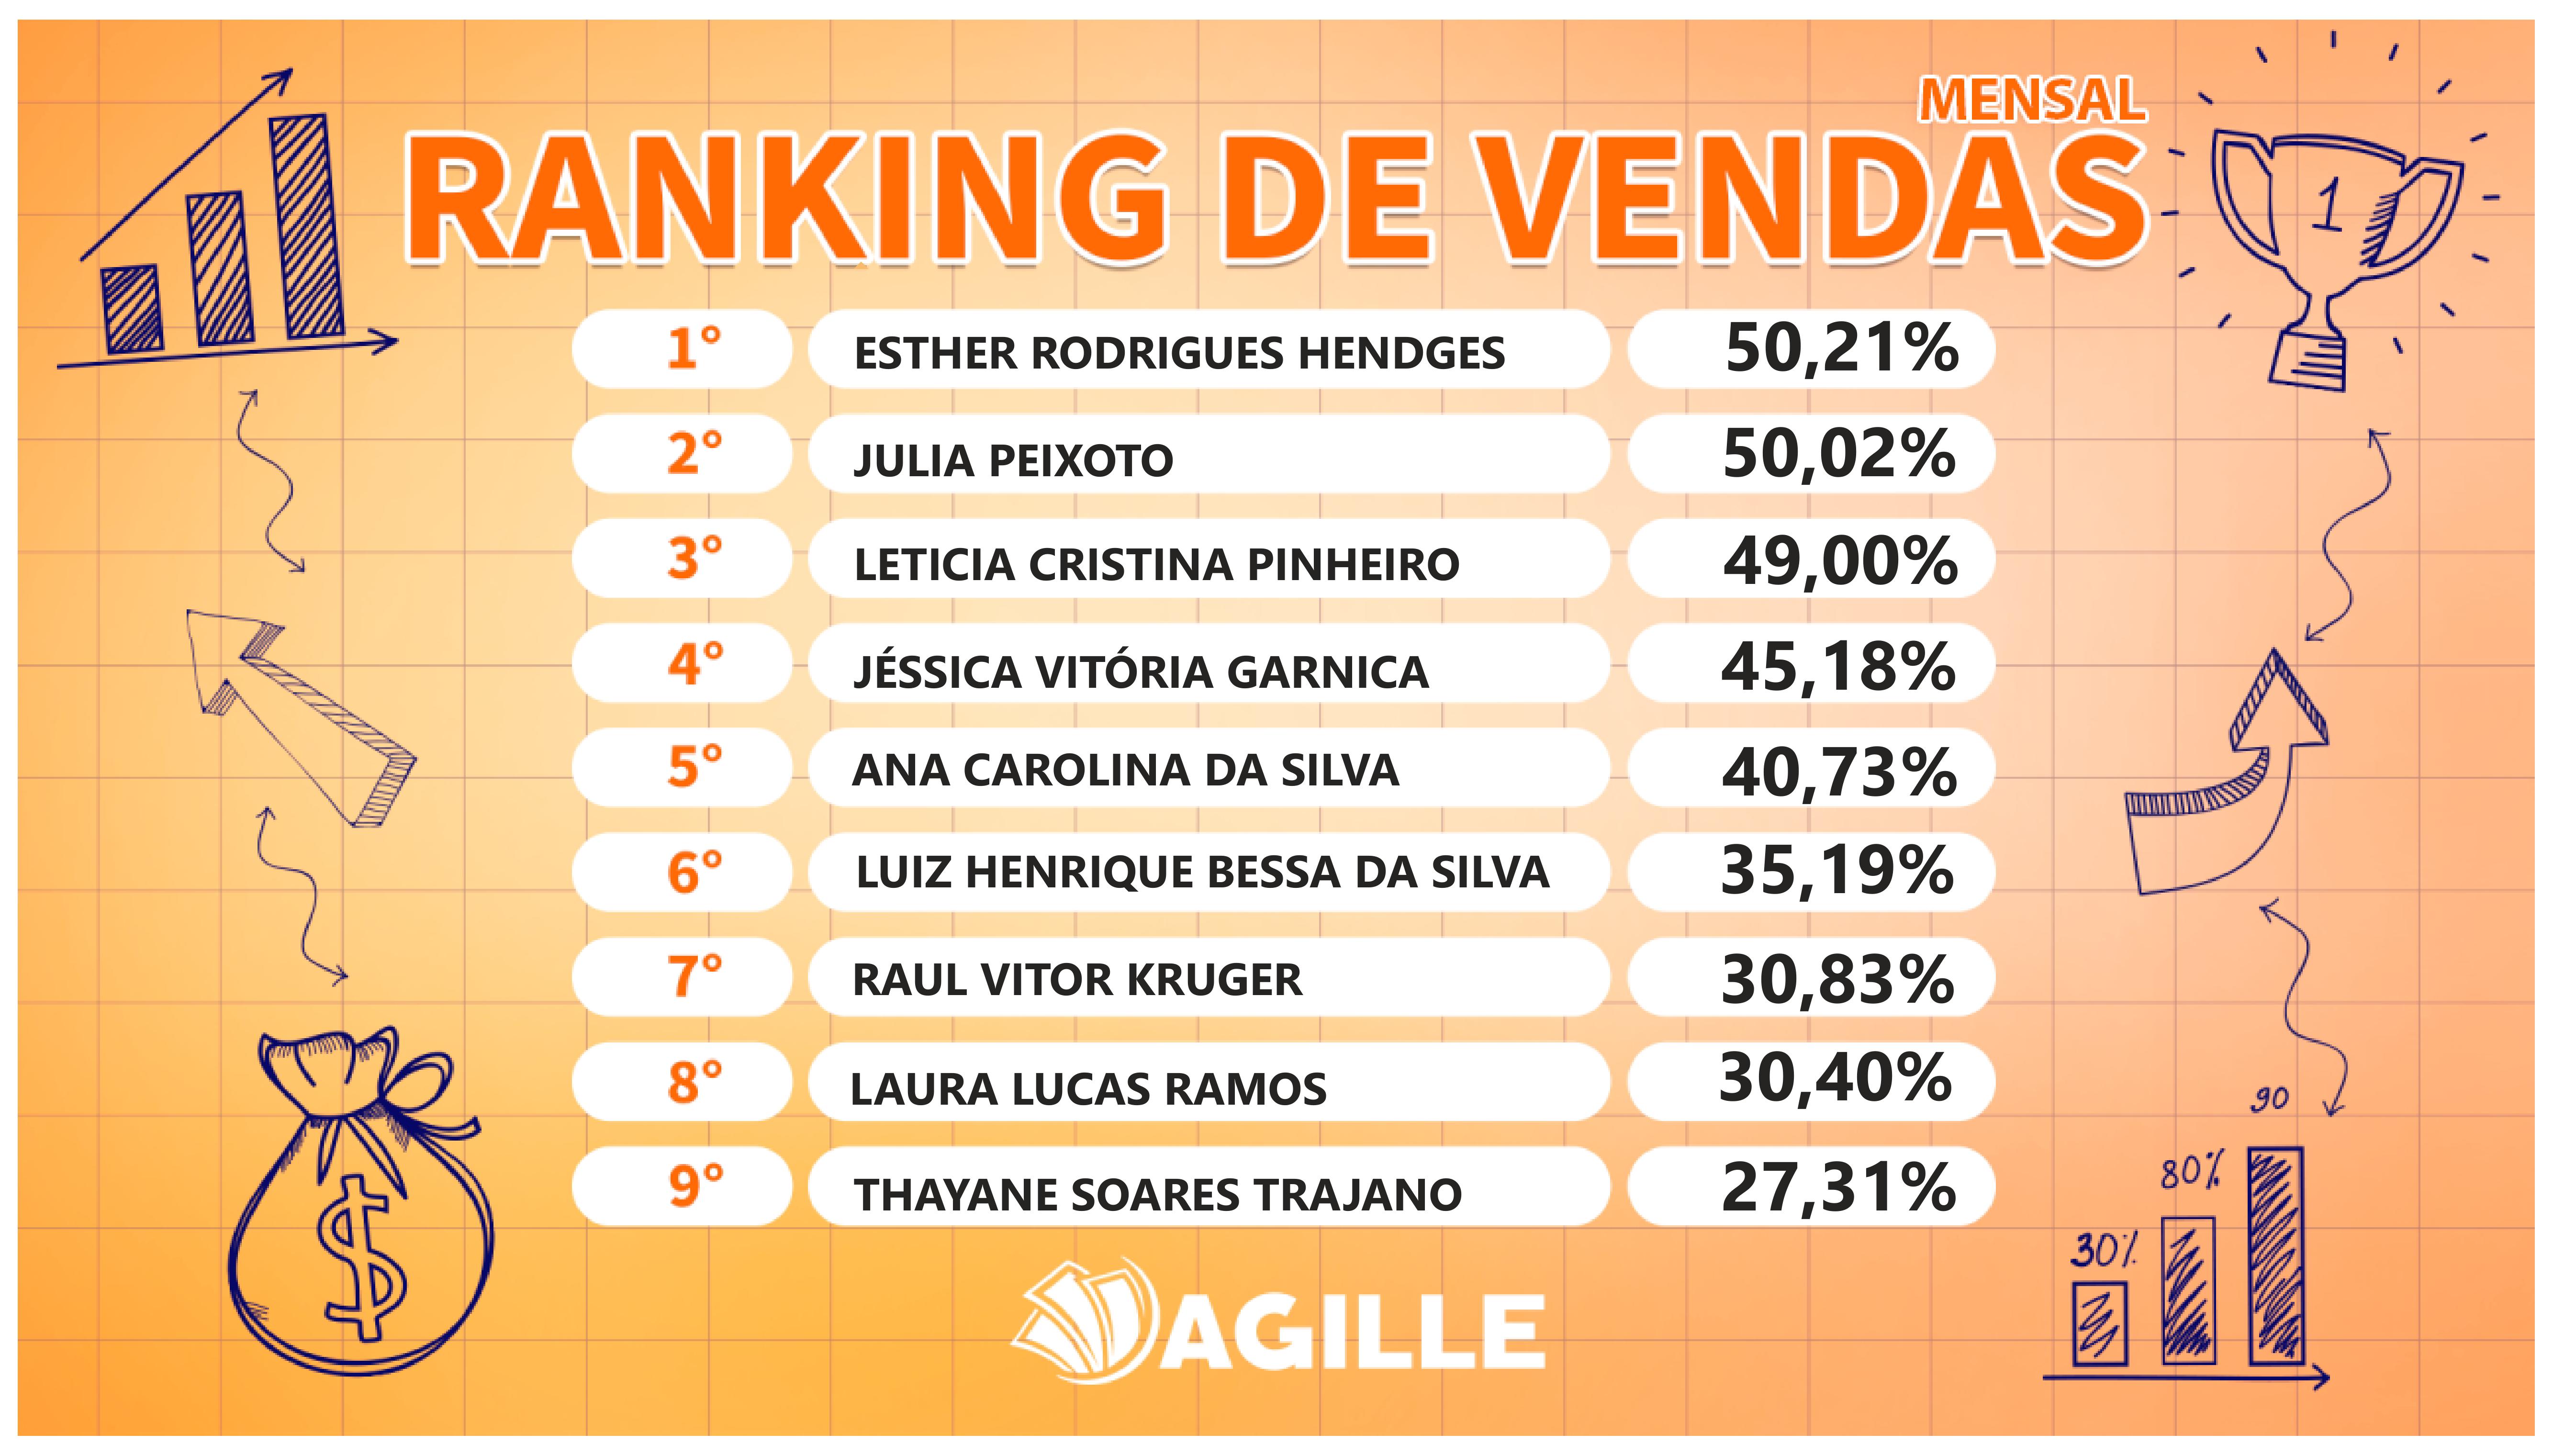 MENSAL
RANKING DE VENDAS
1
1° ESTHER RODRIGUES HENDGES 50,21%
2° JULIA PEIXOTO 50,02%
3° LETICIA CRISTINA PINHEIRO 49,00%
4° JÉSSICA VITÓRIA GARNICA 45,18%
5° ANA CAROLINA DA SILVA 40,73%
6° LUIZ HENRIQUE BESSA DA SILVA 35,19%
7° RAUL VITOR KRUGER 30,83%
8° LAURA LUCAS RAMOS 30,40%
9° THAYANE SOARES TRAJANO 27,31%
90
80%
30%
$
AGILLE